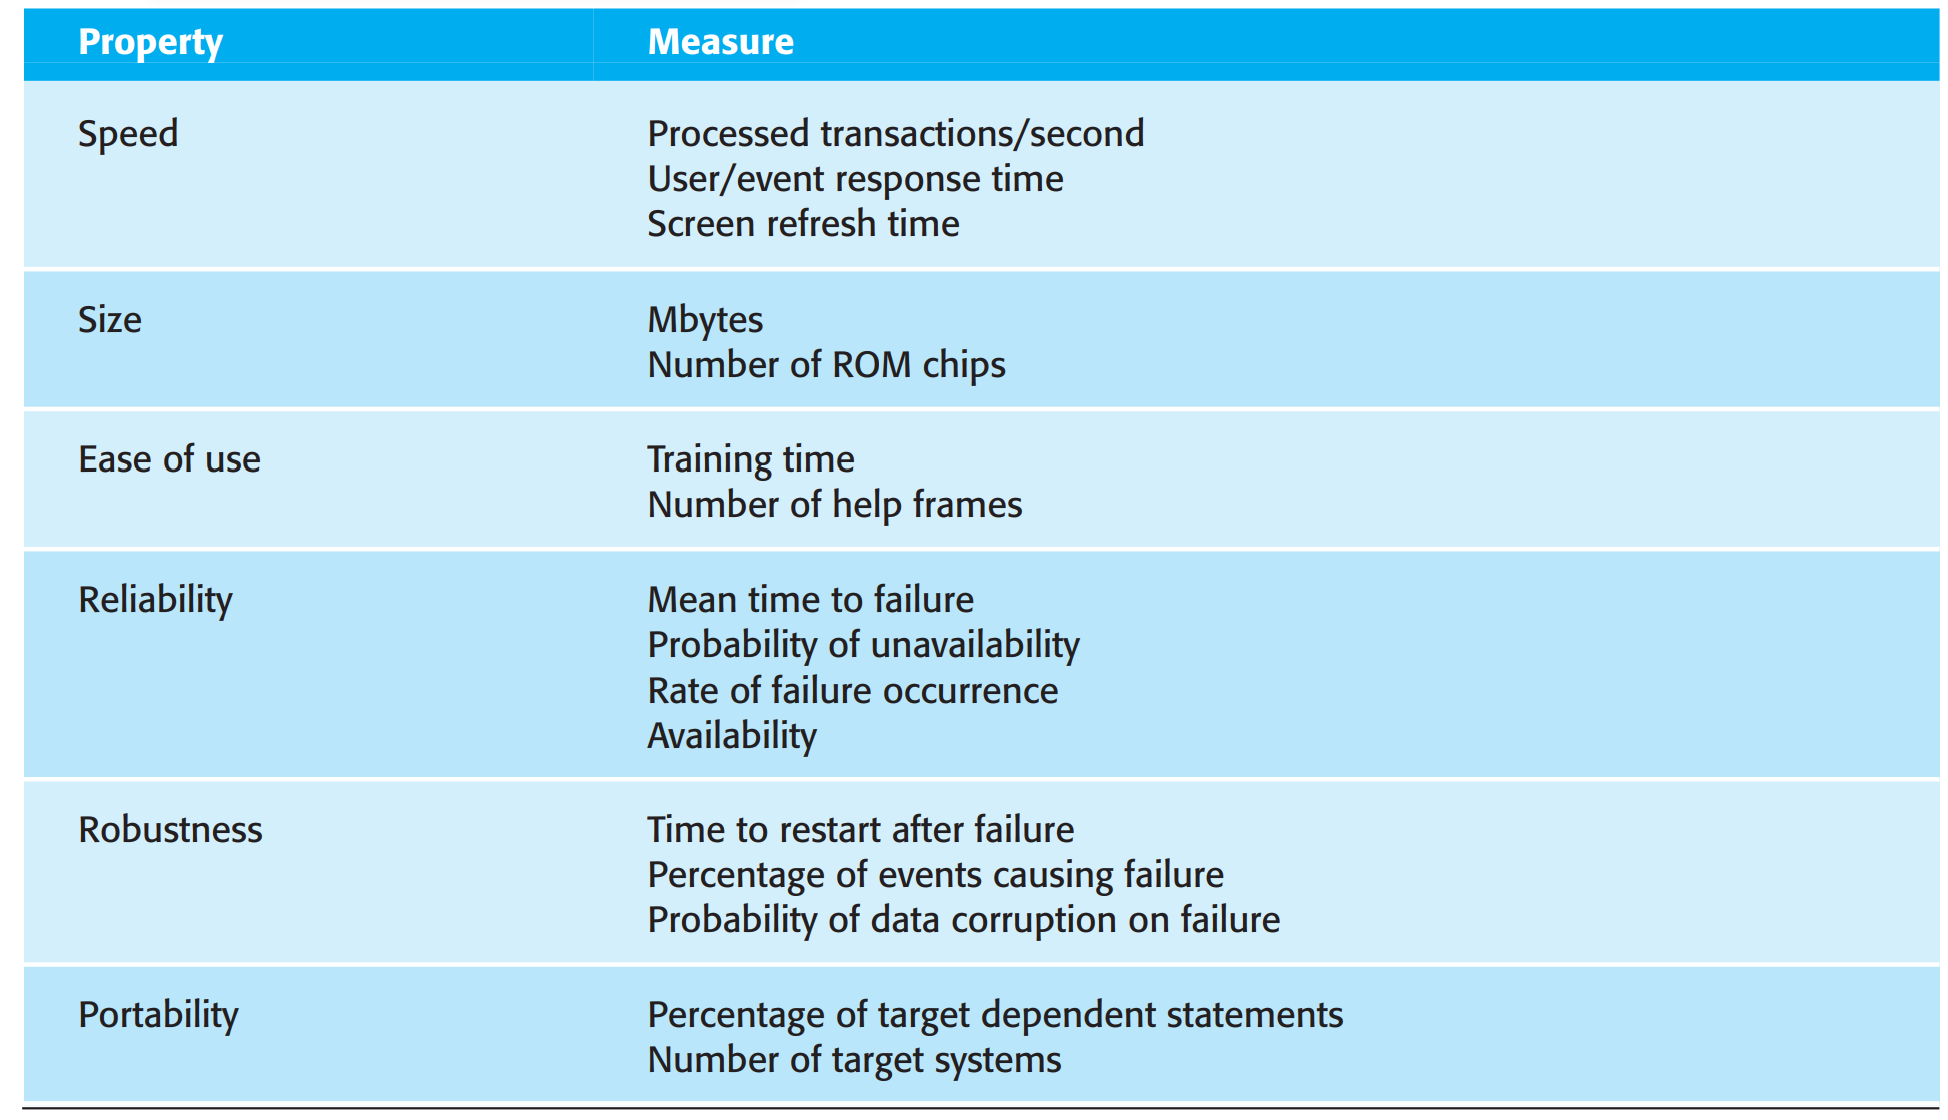 Property Measure
Speed Processed transactions/second
User/event response time
Screen refresh time
Size Mbytes
Number of ROM chips
Ease of use Training time
Number of help frames
Reliability Mean time to failure
Probability of unavailability
Rate of failure occurrence
Availability
Robustness Time to restart after failure
Percentage of events causing failure
Probability of data corruption on failure
Portability Percentage of target dependent statements
Number of target systems